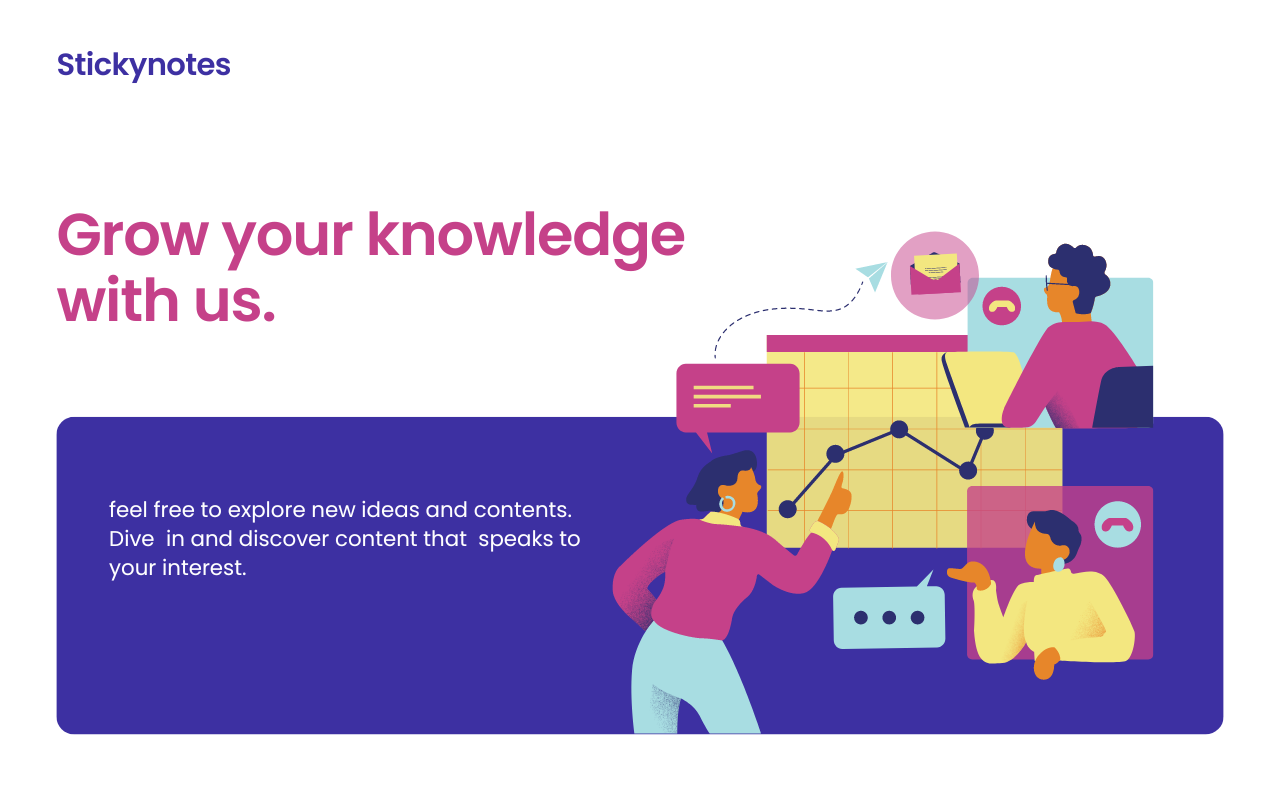 Stickynotes
Grow your knowledge
with us.
feel free to explore new ideas and contents.
Dive  in and discover content that  speaks to
your interest.